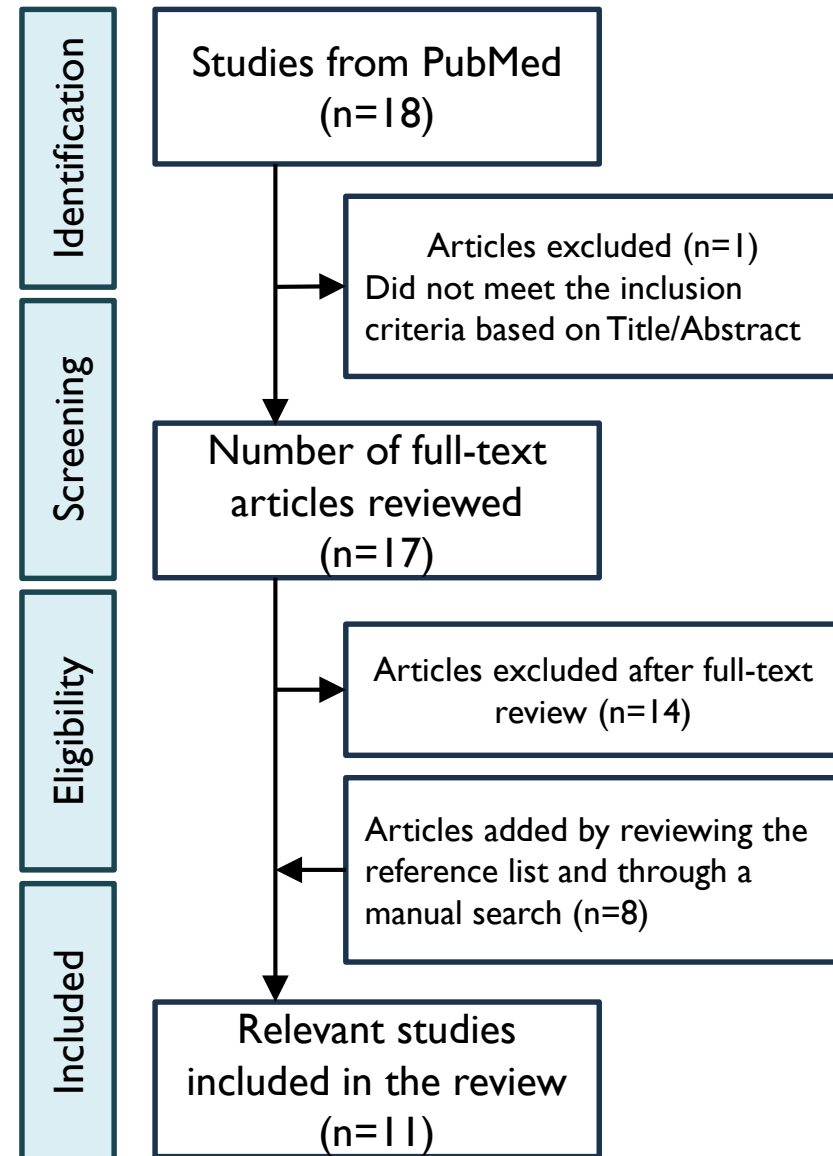 Identification
Studies from PubMed
(n=18)
Articles excluded (n=1)
Did not meet the inclusion
criteria based on Title/Abstract
Screening
Number of full-text
articles reviewed
(n=17)
Eligibility
Articles excluded after full-text
review (n=14)
Articles added by reviewing the
reference list and through a
manual search (n=8)
Included
Relevant studies
included in the review
(n=11)